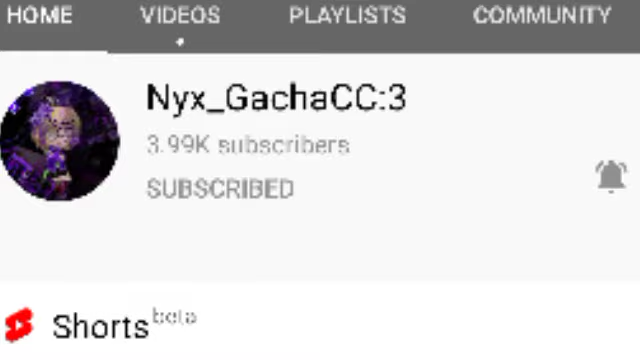 HOME VIDEOS PLAYLISTS COMMUNITY
Nyx_GachaCC:3
3.99K subscribers
SUBSCRIBED
Shorts beta